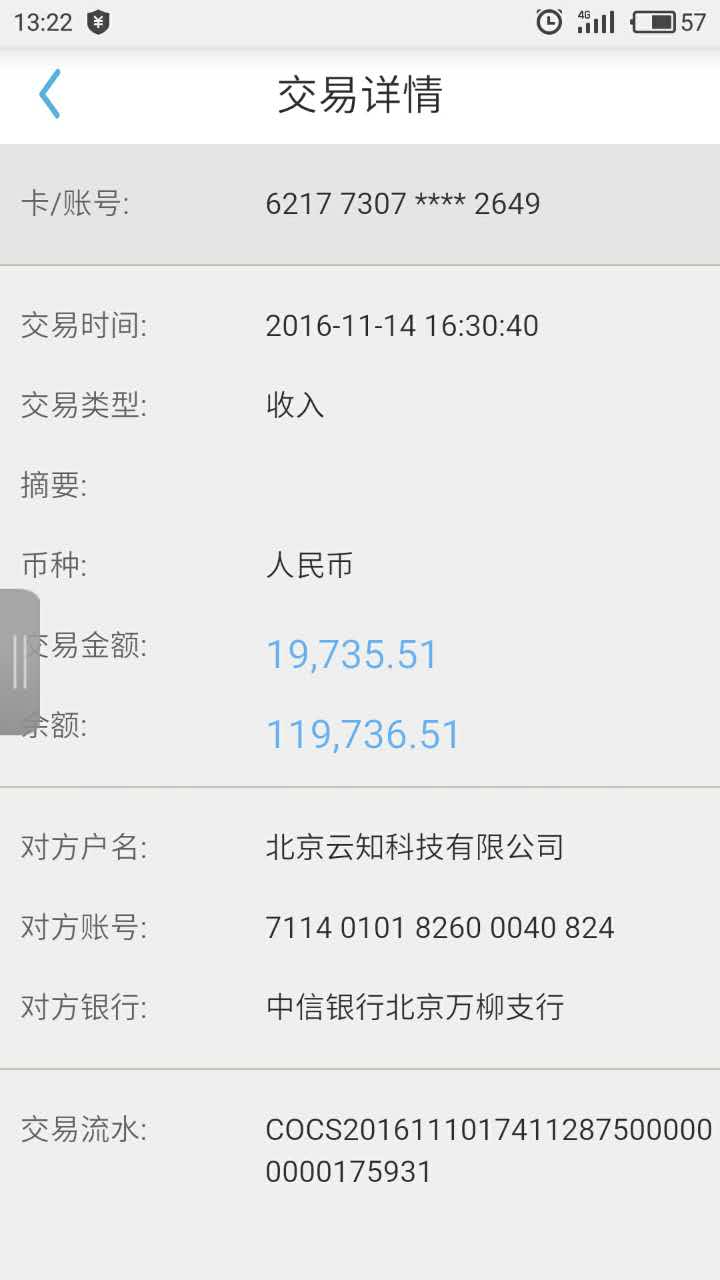 13:22 ¥ 4G 57
交易详情
卡/账号: 6217 7307 **** 2649
交易时间: 2016-11-14 16:30:40
交易类型: 收入
摘要:
币种: 人民币
交易金额: 19,735.51
余额: 119,736.51
对方户名: 北京云知科技有限公司
对方账号: 7114 0101 8260 0040 824
对方银行: 中信银行北京万柳支行
交易流水: COCS2016111017411287500000
0000175931